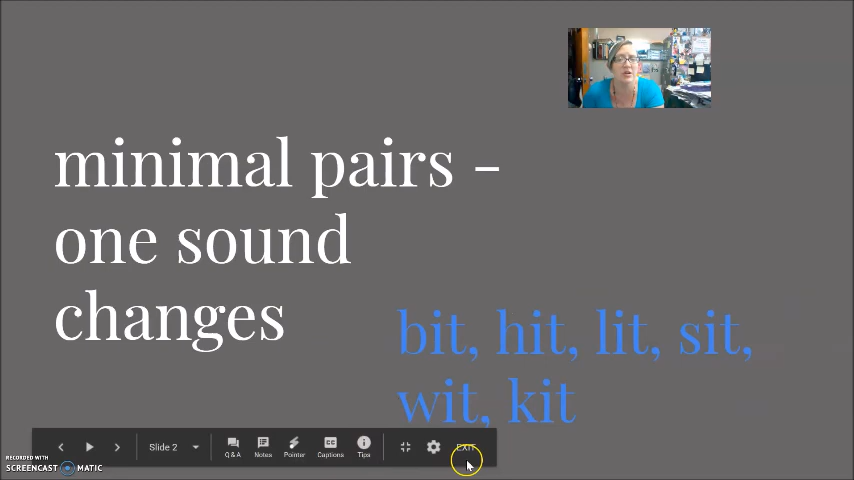 minimal pairs -
one sound
changes
bit, hit, lit, sit,
wit, kit
Slide 2
Q & A
Notes
Pointer
Captions
Tips
EXIT
RECORDED WITH
SCREENCAST MATIC